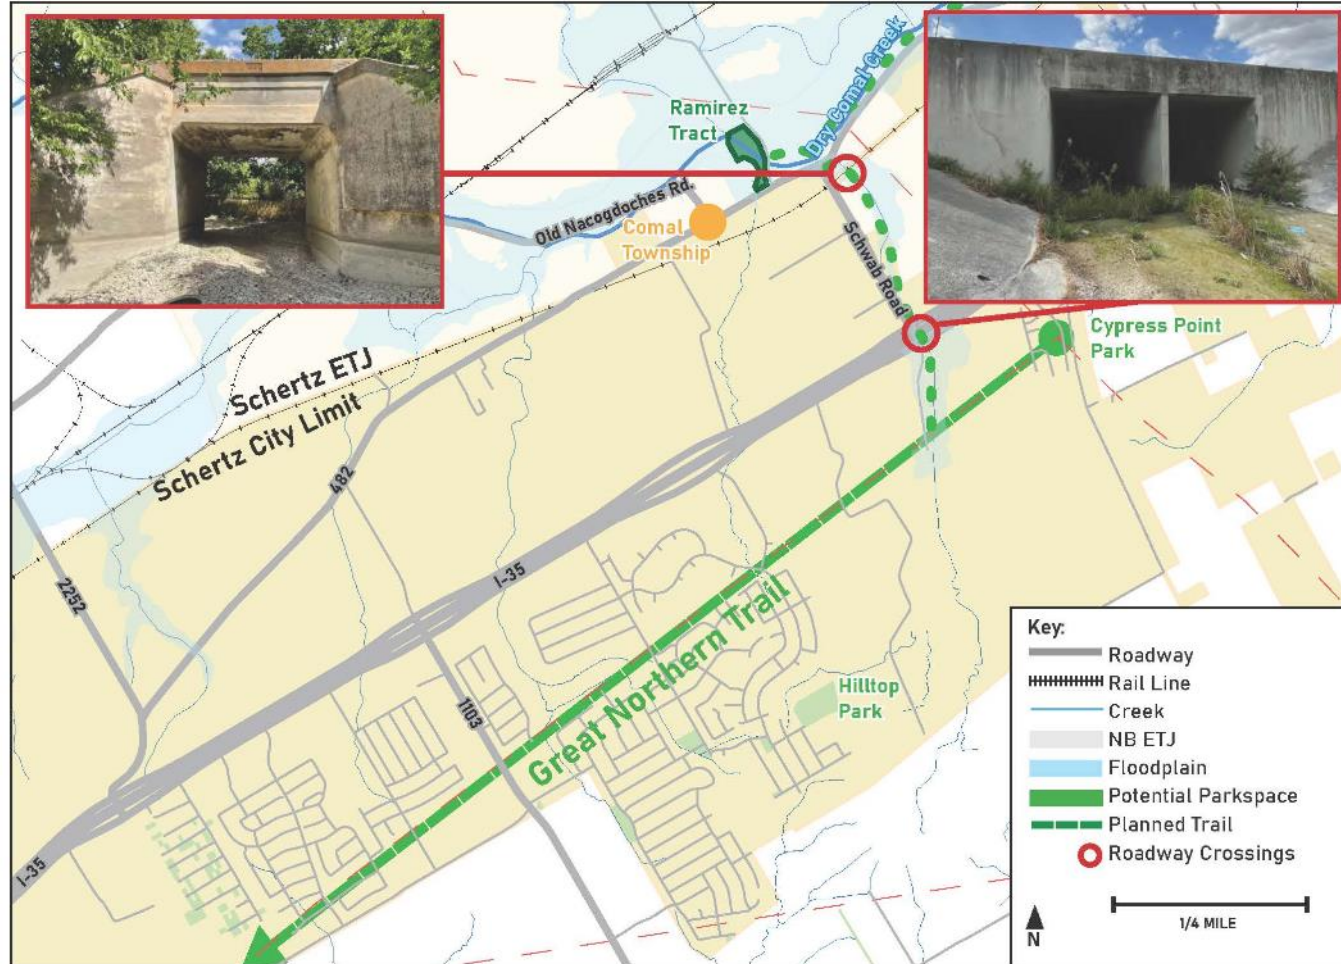 Ramirez
Tract
Dry Comal Creek
Old Nacogdoches Rd.
Comal
Township
Schwab Road
Cypress Point
Park
Schertz ETJ
Schertz City Limit
482
2252
I-35
1103
Great Northern Trail
Hilltop
Park
I-35
Key:
Roadway
Rail Line
Creek
NB ETJ
Floodplain
Potential Parkspace
Planned Trail
Roadway Crossings
N
1/4 MILE